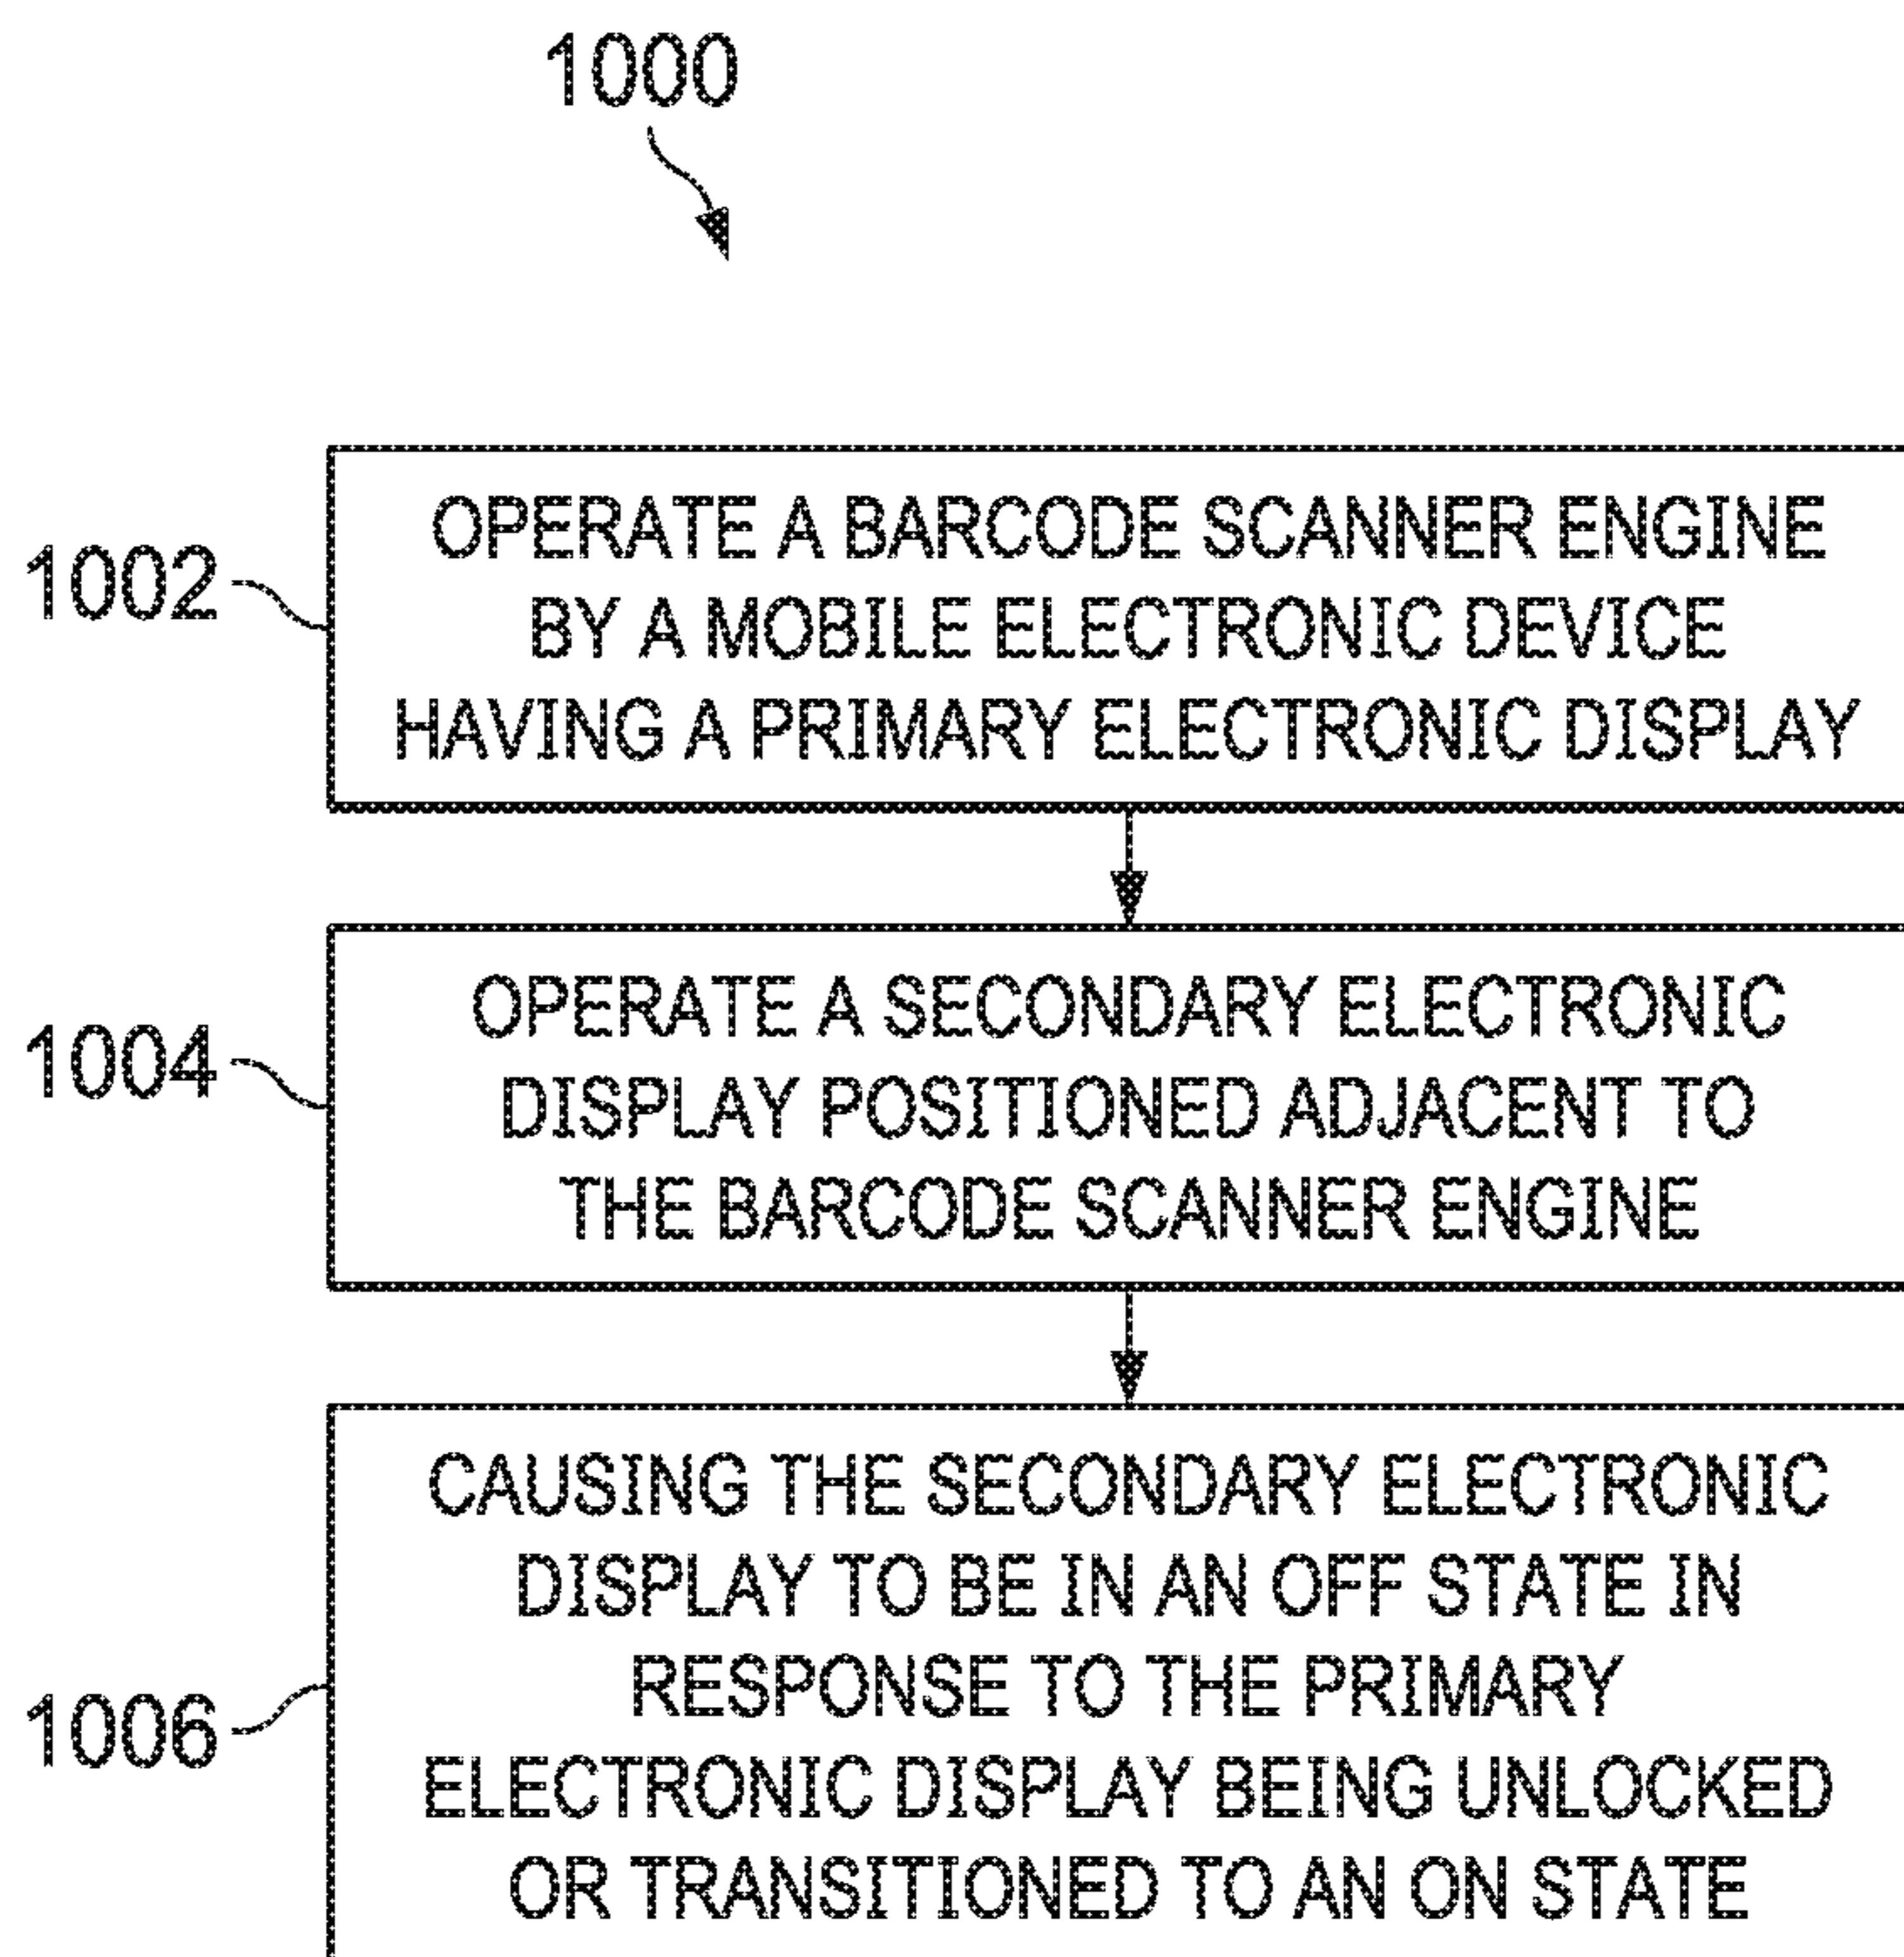 1000
1002
OPERATE A BARCODE SCANNER ENGINE
BY A MOBILE ELECTRONIC DEVICE
HAVING A PRIMARY ELECTRONIC DISPLAY
1004
OPERATE A SECONDARY ELECTRONIC
DISPLAY POSITIONED ADJACENT TO
THE BARCODE SCANNER ENGINE
1006
CAUSING THE SECONDARY ELECTRONIC
DISPLAY TO BE IN AN OFF STATE IN
RESPONSE TO THE PRIMARY
ELECTRONIC DISPLAY BEING UNLOCKED
OR TRANSITIONED TO AN ON STATE